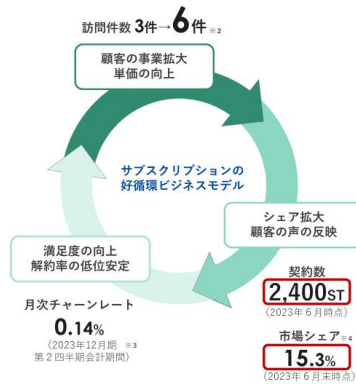 訪問件数 3件→6件 ※2
顧客の事業拡大
単価の向上
サブスクリプションの
好循環ビジネスモデル
シェア拡大
顧客の声の反映
契約数
2,400ST
(2023年6月時点)
市場シェア※4
15.3%
(2023年6月末時点)
満足度の向上
解約率の低位安定
月次チャーンレート
0.14%
(2023年12月期 ※3
第2四半期会計期間)